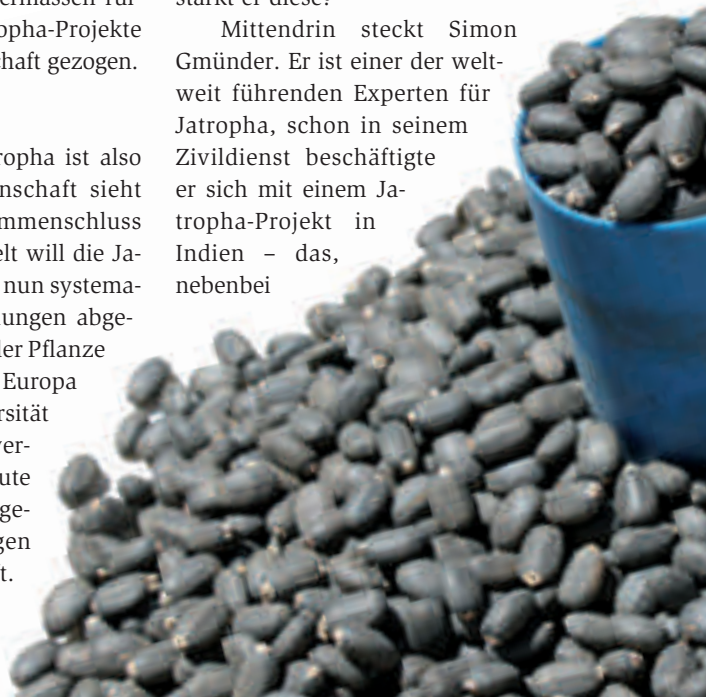 opha-Projekte
chaft gezogen.
ropha ist also
nschaft sieht
mmenschluss
elt will die Ja-
nun systema-
ungen abge-
ler Pflanze
Europa
rsität
ver-
ute
ge-
gen
t.
Mittendrin steckt Simon
Gmünder. Er ist einer der welt-
weit führenden Experten für
Jatropha, schon in seinem
Zivildienst beschäftigte
er sich mit einem Ja-
tropha-Projekt in
Indien – das,
nebenbei